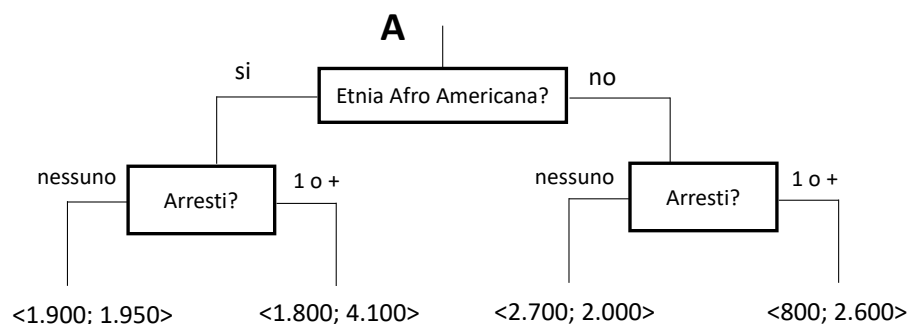 A
si
Etnia Afro Americana?
no
nessuno
Arresti?
1 o +
nessuno
Arresti?
1 o +
<1.900; 1.950>
<1.800; 4.100>
<2.700; 2.000>
<800; 2.600>